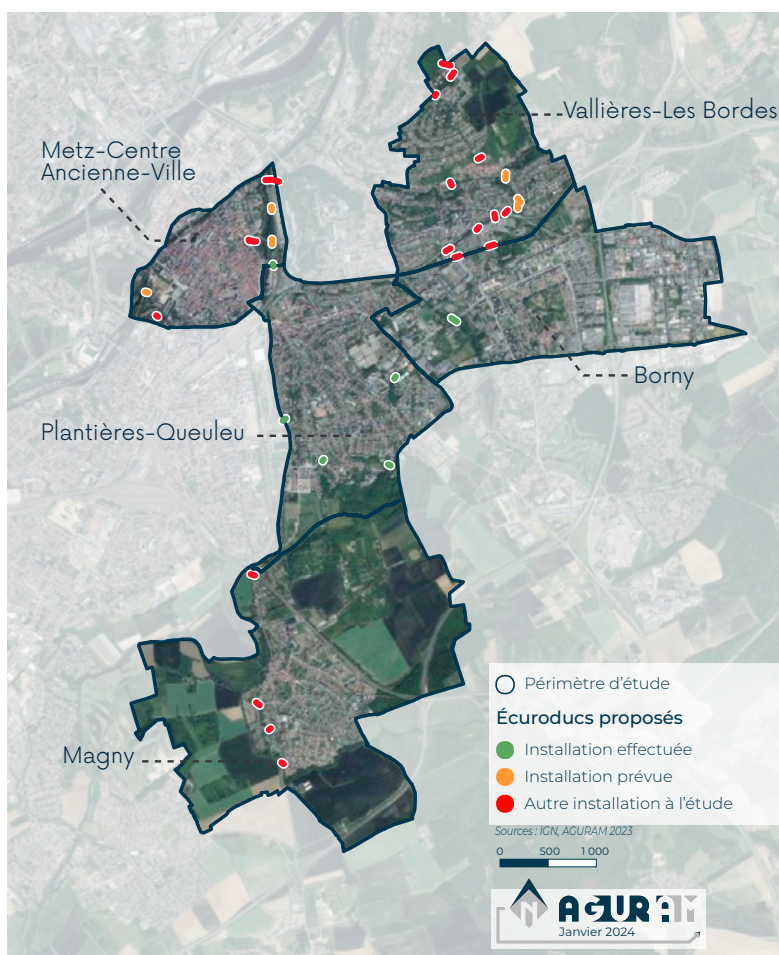 Vallières-Les Bordes
Metz-Centre
Ancienne-Ville
Borny
Plantières-Queuleu
Magny
Périmètre d'étude
Écuroducs proposés
Installation effectuée
Installation prévue
Autre installation à l'étude
Sources : IGN, AGURAM 2023
0 500 1 000
N
AGURAM
Janvier 2024